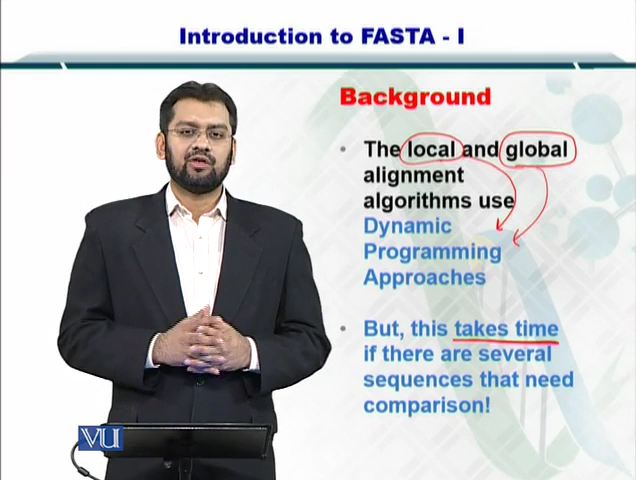 Introduction to FASTA - I
Background
• The local and global
alignment
algorithms use
Dynamic
Programming
Approaches
• But, this takes time
if there are several
sequences that need
comparison!
VU